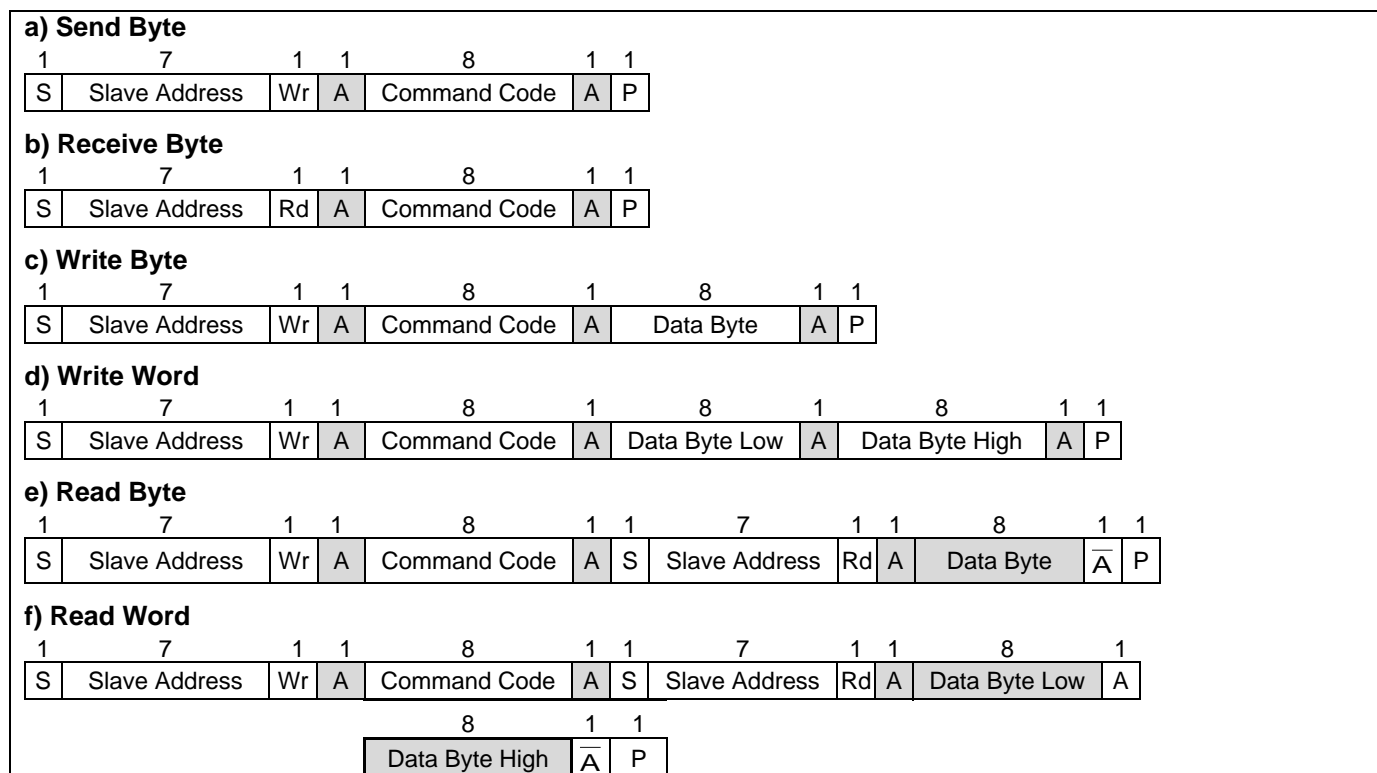 a) Send Byte
1 7 1 1 8 1 1
S Slave Address Wr A Command Code A P
b) Receive Byte
1 7 1 1 8 1 1
S Slave Address Rd A Command Code A P
c) Write Byte
1 7 1 1 8 1 8 1 1
S Slave Address Wr A Command Code A Data Byte A P
d) Write Word
1 7 1 1 8 1 8 1 8 1 1
S Slave Address Wr A Command Code A Data Byte Low A Data Byte High A P
e) Read Byte
1 7 1 1 8 1 1 7 1 1 8 1 1
S Slave Address Wr A Command Code A S Slave Address Rd A Data Byte A̅ P
f) Read Word
1 7 1 1 8 1 1 7 1 1 8 1
S Slave Address Wr A Command Code A S Slave Address Rd A Data Byte Low A
8 1 1
Data Byte High A̅ P